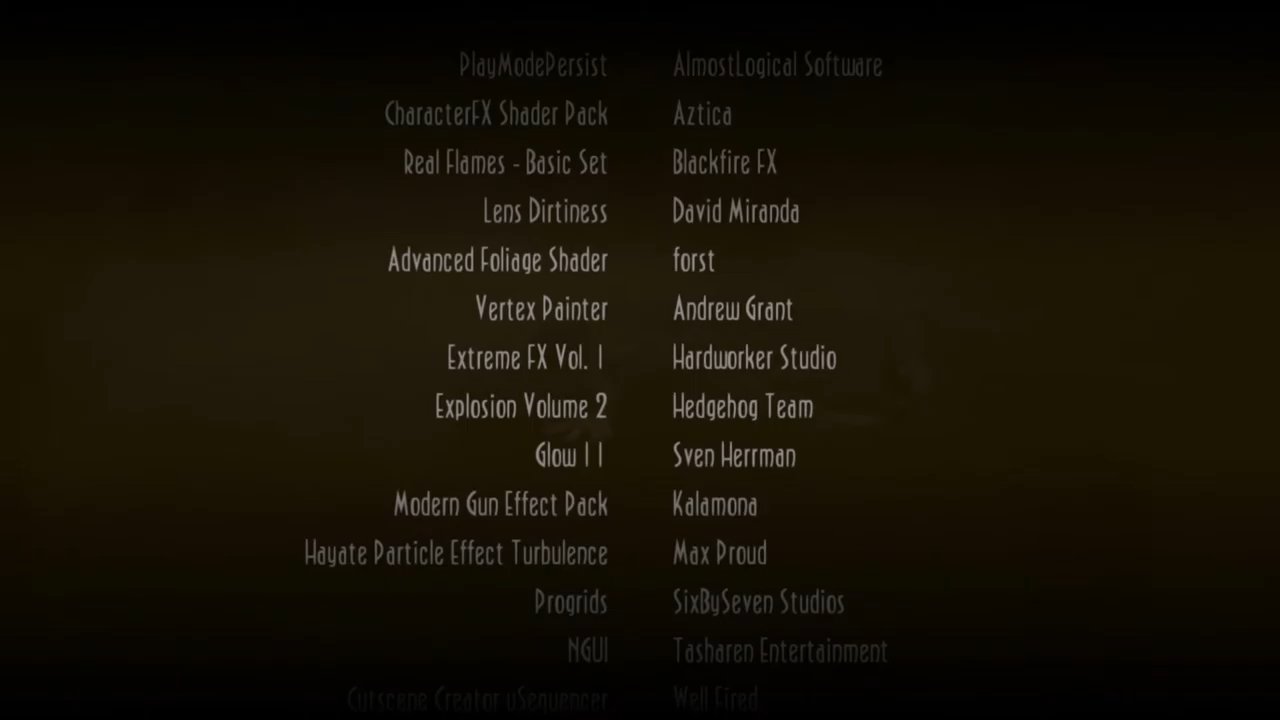 PlayModePersist AlmostLogical Software
CharacterFX Shader Pack Aztica
Real Flames - Basic Set Blackfire FX
Lens Dirtiness David Miranda
Advanced Foliage Shader forst
Vertex Painter Andrew Grant
Extreme FX Vol. 1 Hardworker Studio
Explosion Volume 2 Hedgehog Team
Glow 11 Sven Herrman
Modern Gun Effect Pack Kalamona
Hayate Particle Effect Turbulence Max Proud
Progrids SixBySeven Studios
NGUI Tasharen Entertainment
Cutscene Creator uSequencer Well Fired